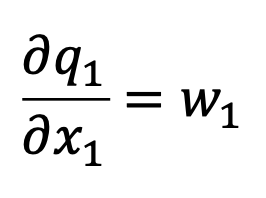 ∂q₁/∂x₁ = w₁